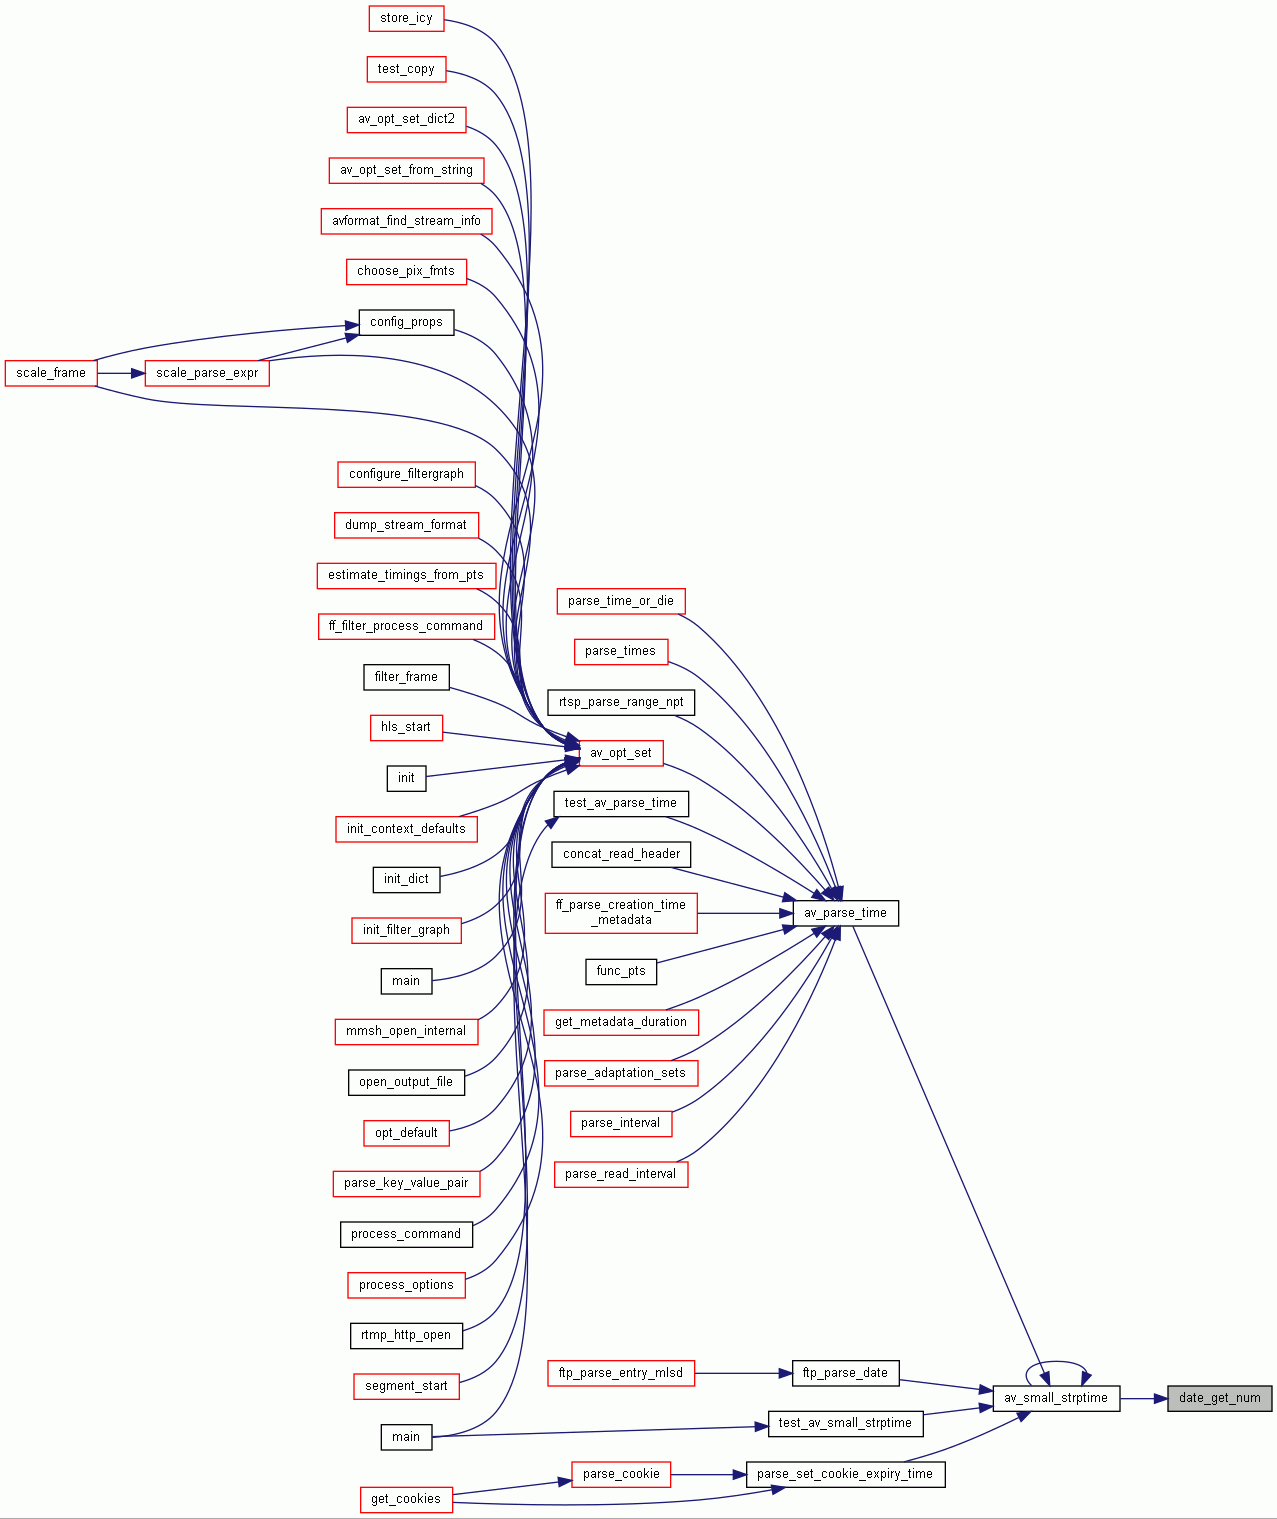 store_icy
test_copy
av_opt_set_dict2
av_opt_set_from_string
avformat_find_stream_info
choose_pix_fmts
config_props
scale_frame
scale_parse_expr
configure_filtergraph
dump_stream_format
estimate_timings_from_pts
ff_filter_process_command
filter_frame
hls_start
init
init_context_defaults
init_dict
init_filter_graph
main
mmsh_open_internal
open_output_file
opt_default
parse_key_value_pair
process_command
process_options
rtmp_http_open
segment_start
main
get_cookies
parse_time_or_die
parse_times
rtsp_parse_range_npt
av_opt_set
test_av_parse_time
concat_read_header
ff_parse_creation_time
_metadata
func_pts
get_metadata_duration
parse_adaptation_sets
parse_interval
parse_read_interval
ftp_parse_entry_mlsd
parse_cookie
av_parse_time
ftp_parse_date
test_av_small_strptime
parse_set_cookie_expiry_time
av_small_strptime
date_get_num